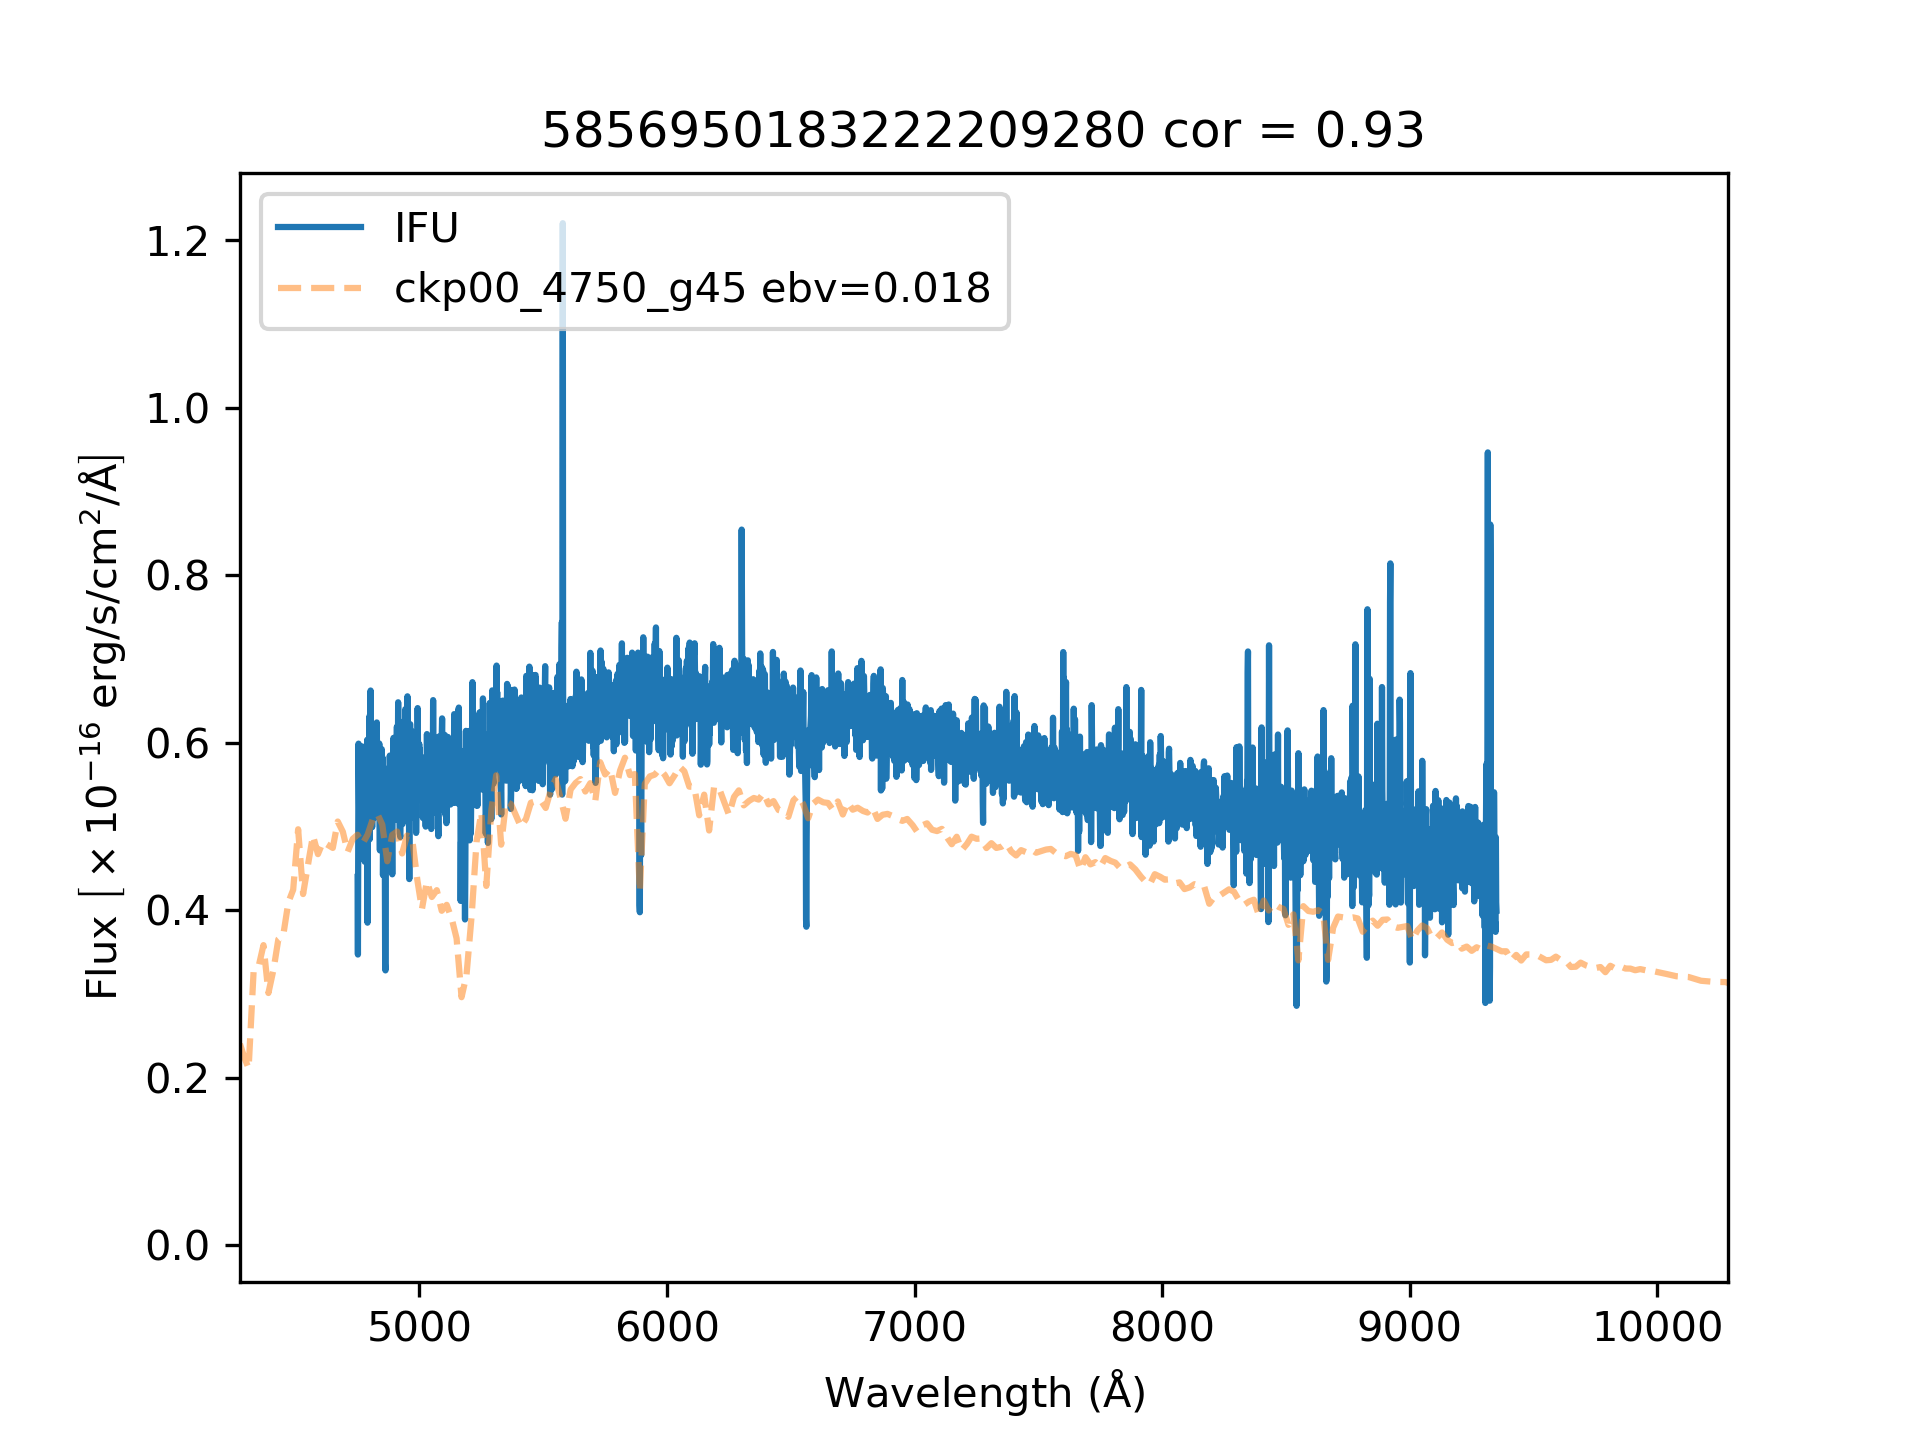 5856950183222209280 cor = 0.93
IFU
ckp00_4750_g45 ebv=0.018
Flux [×10⁻¹⁶ erg/s/cm²/Å]
1.2
1.0
0.8
0.6
0.4
0.2
0.0
5000 6000 7000 8000 9000 10000
Wavelength (Å)